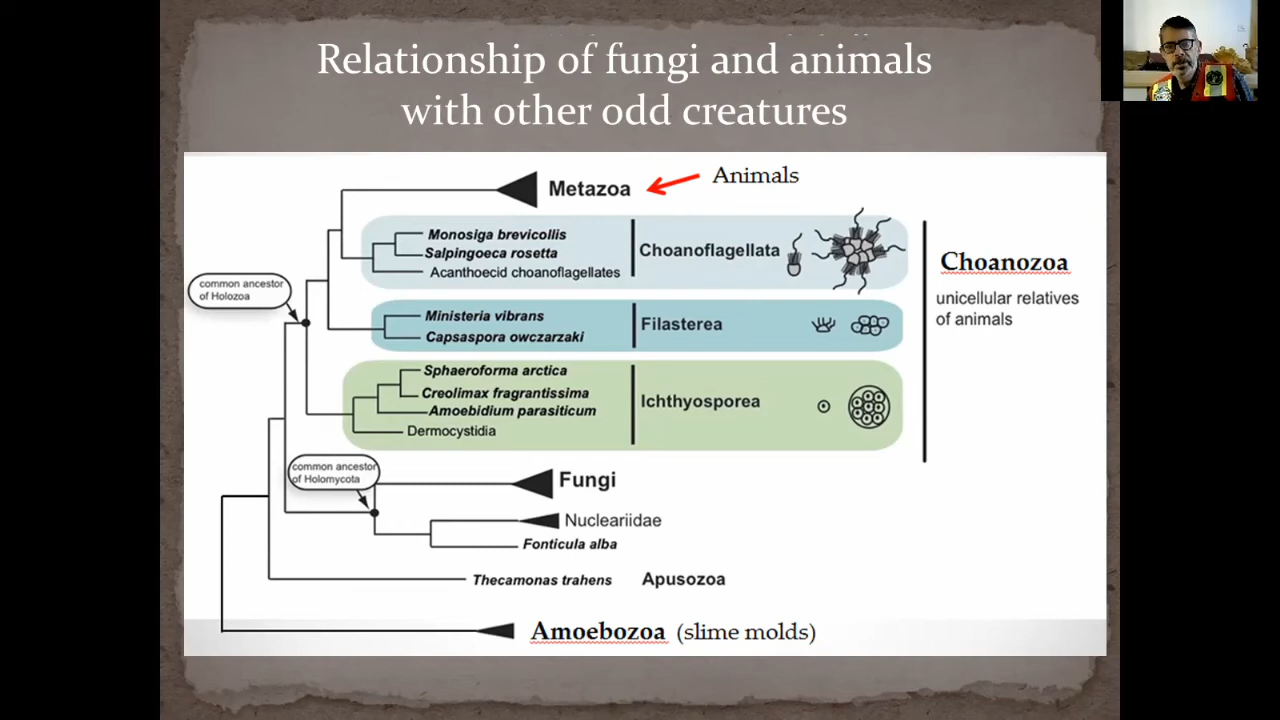 Relationship of fungi and animals
with other odd creatures
Metazoa
Animals
Monosiga brevicollis
Salpingoeca rosetta
Acanthoecid choanoflagellates
Choanoflagellata
Choanozoa
unicellular relatives
of animals
common ancestor
of Holozoa
Ministeria vibrans
Capsaspora owczarzaki
Filasterea
Sphaeroforma arctica
Creolimax fragrantissima
Amoebidium parasiticum
Dermocystidia
Ichthyosporea
common ancestor
of Holomycota
Fungi
Nucleariidae
Fonticula alba
Thecamonas trahens Apusozoa
Amoebozoa (slime molds)